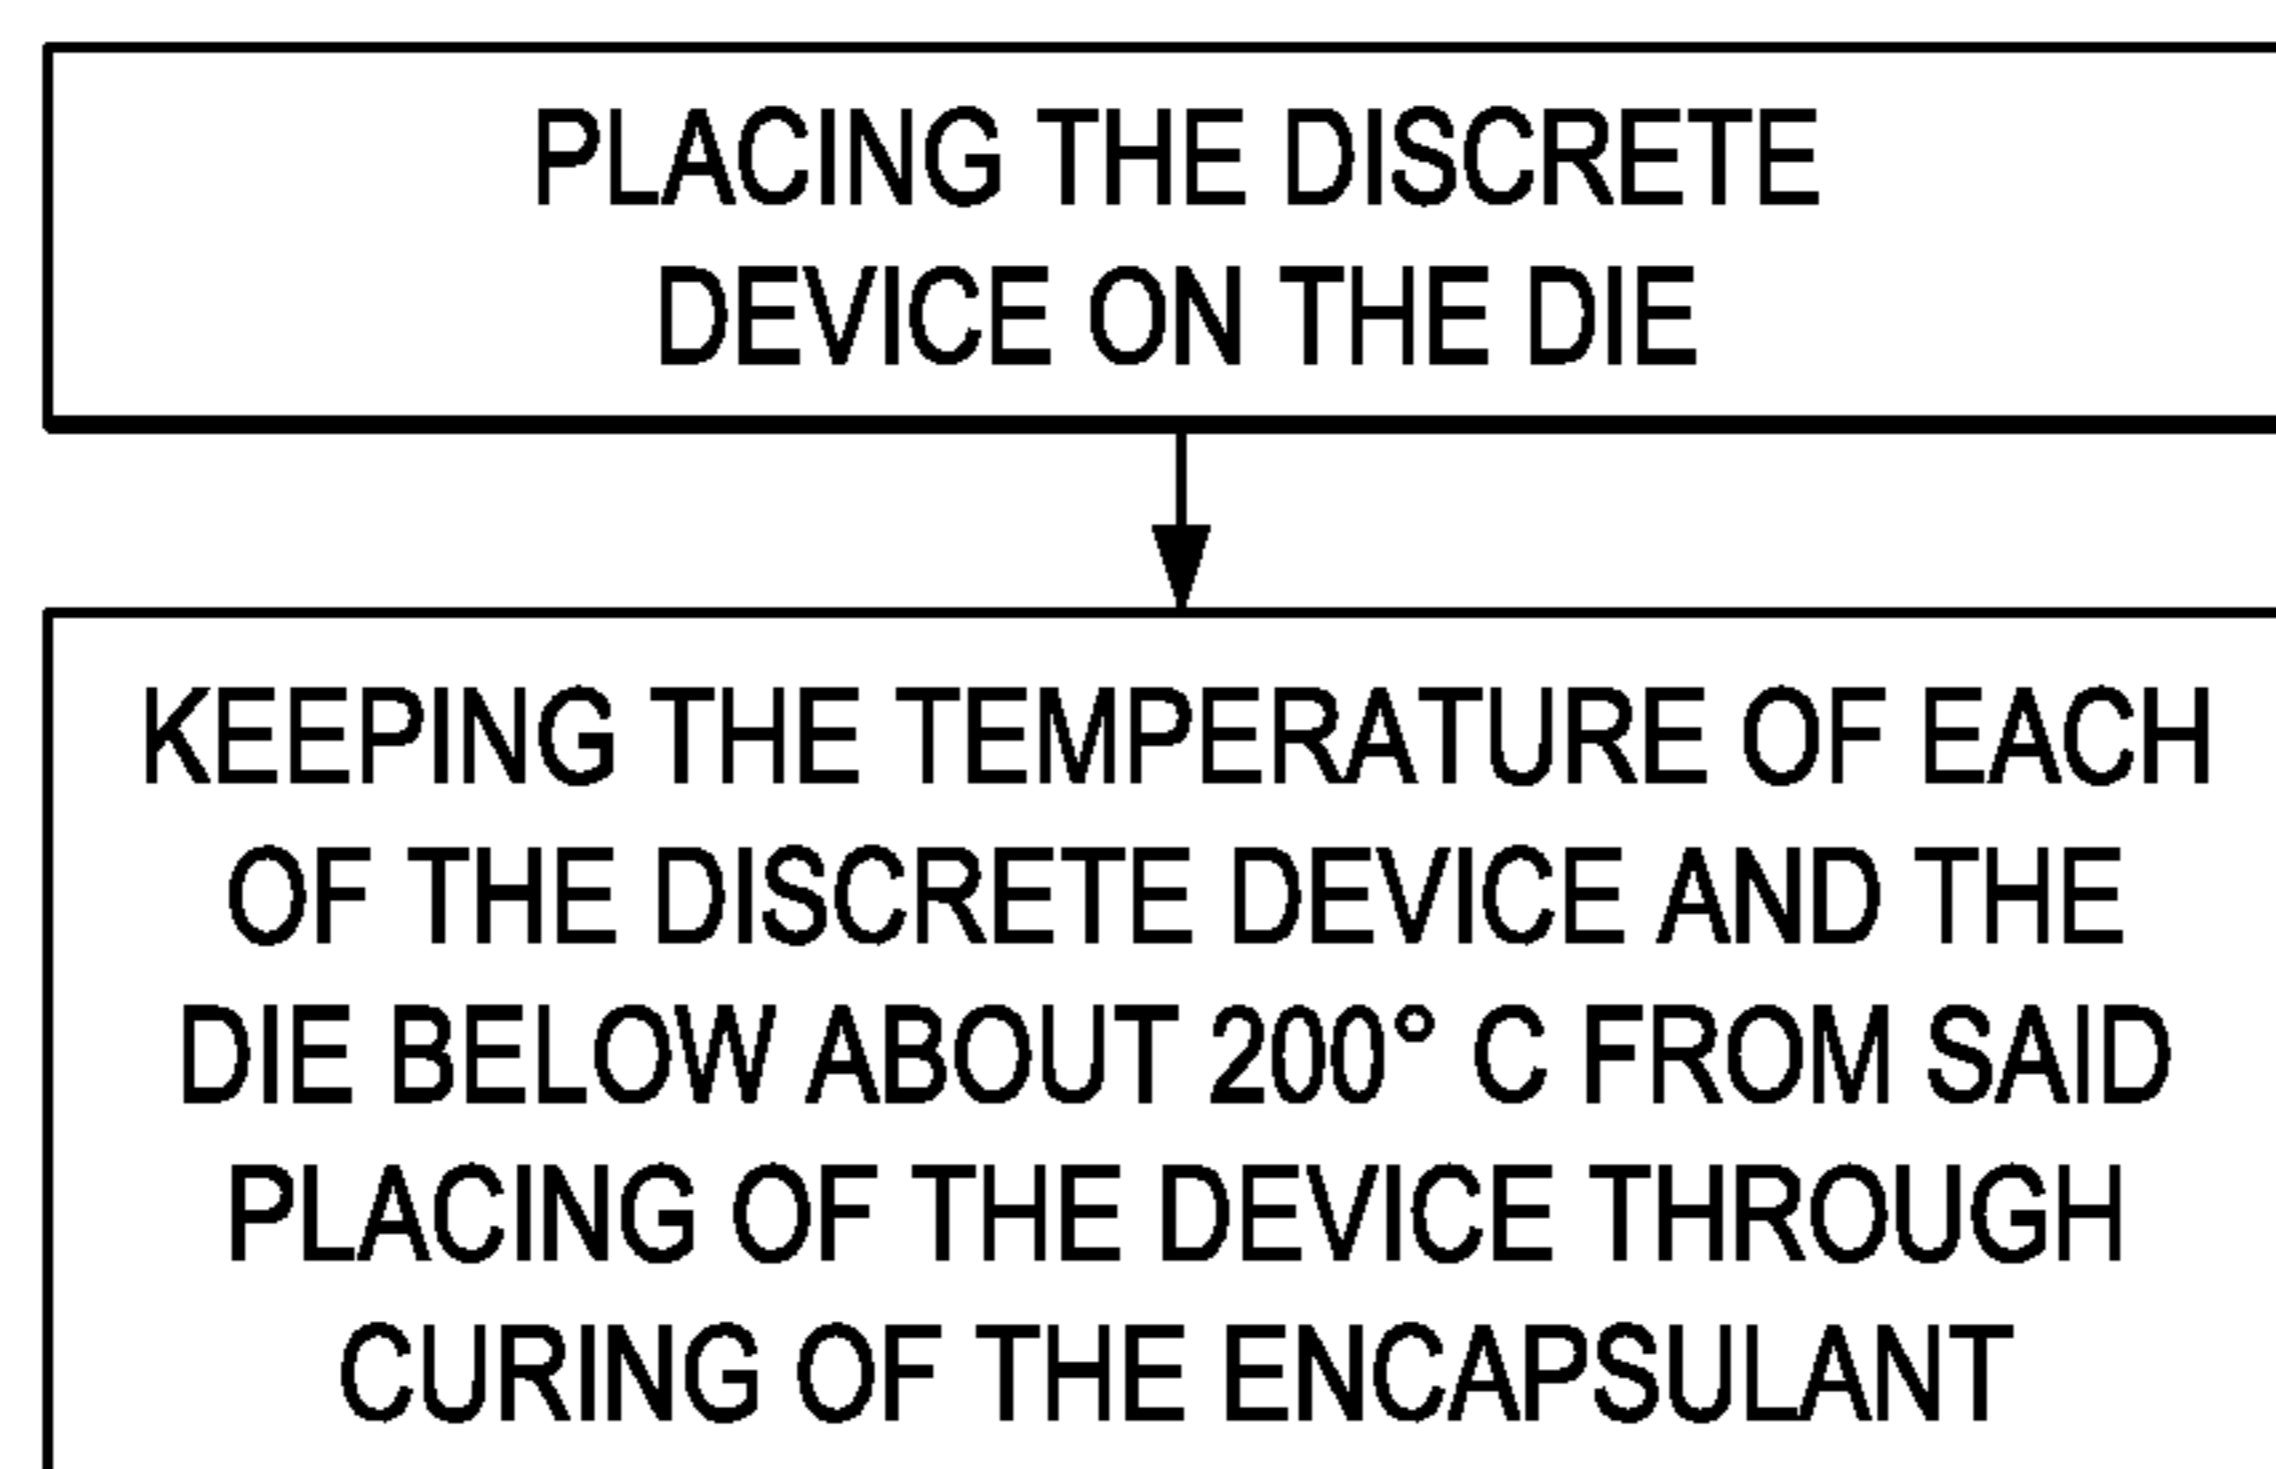 PLACING THE DISCRETE
DEVICE ON THE DIE
KEEPING THE TEMPERATURE OF EACH
OF THE DISCRETE DEVICE AND THE
DIE BELOW ABOUT 200° C FROM SAID
PLACING OF THE DEVICE THROUGH
CURING OF THE ENCAPSULANT